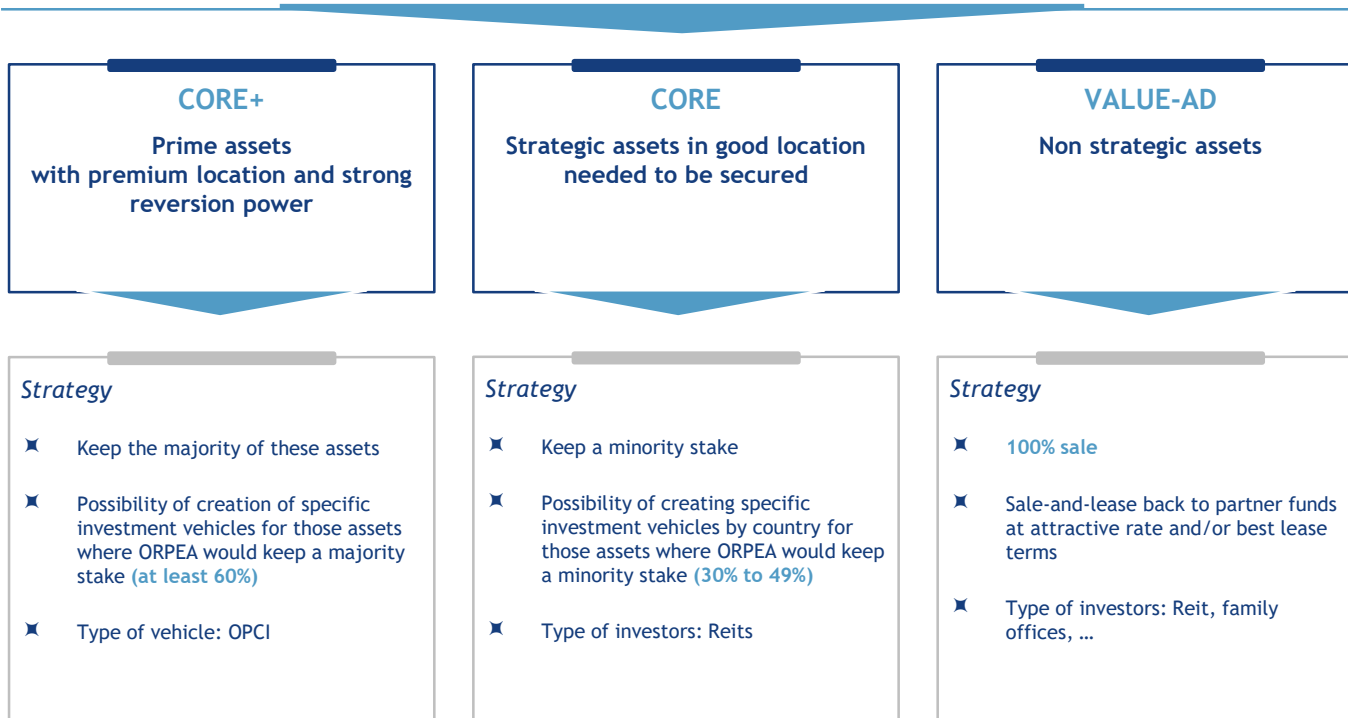 CORE+
Prime assets
with premium location and strong
reversion power
CORE
Strategic assets in good location
needed to be secured
VALUE-AD
Non strategic assets
Strategy
Keep the majority of these assets
Possibility of creation of specific
investment vehicles for those assets
where ORPEA would keep a majority
stake (at least 60%)
Type of vehicle: OPCI
Strategy
Keep a minority stake
Possibility of creating specific
investment vehicles by country for
those assets where ORPEA would keep
a minority stake (30% to 49%)
Type of investors: Reits
Strategy
100% sale
Sale-and-lease back to partner funds
at attractive rate and/or best lease
terms
Type of investors: Reit, family
offices, …